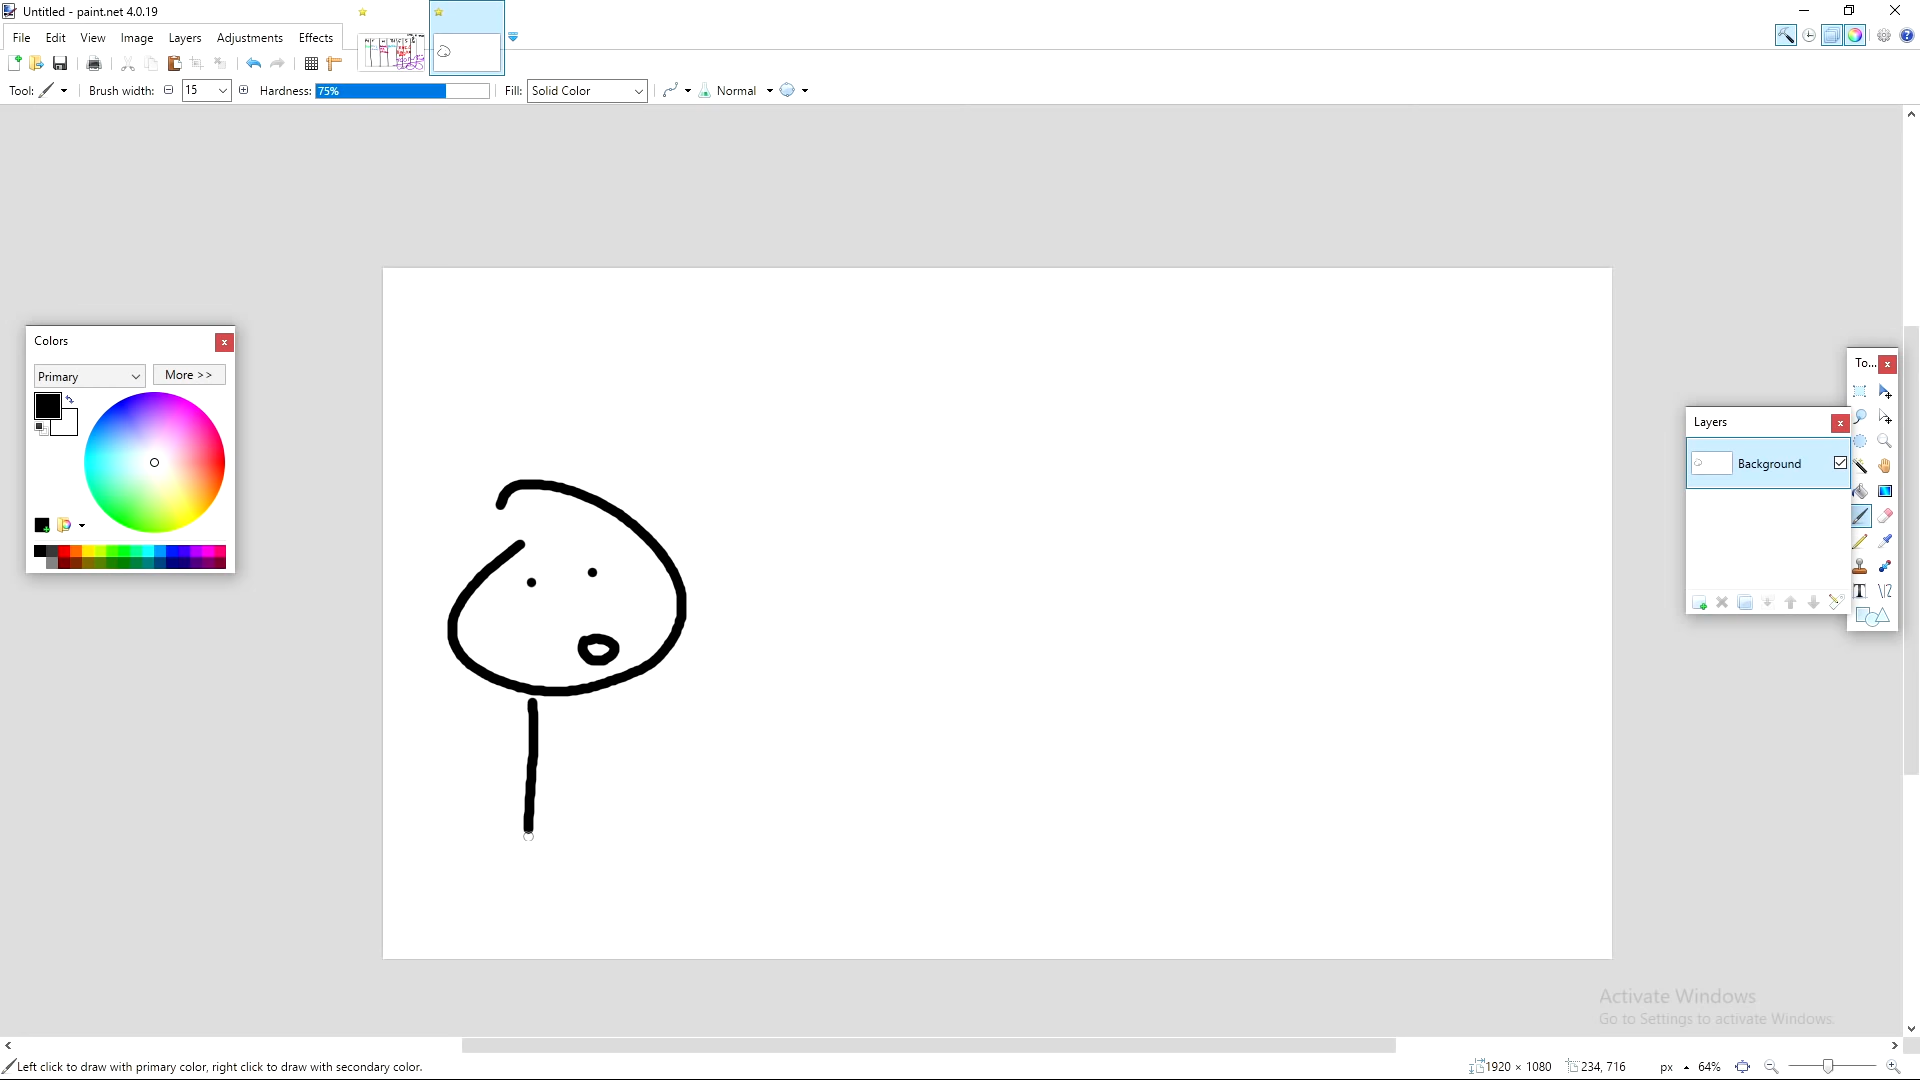 Untitled - paint.net 4.0.19
File Edit View Image Layers Adjustments Effects
Tool: Brush width: 15 Hardness: 75% Fill: Solid Color Normal
Colors
Primary More >>
To...
Layers
Background
Activate Windows
Go to Settings to activate Windows.
Left click to draw with primary color, right click to draw with secondary color. 1920 × 1080 234, 716 px 64%